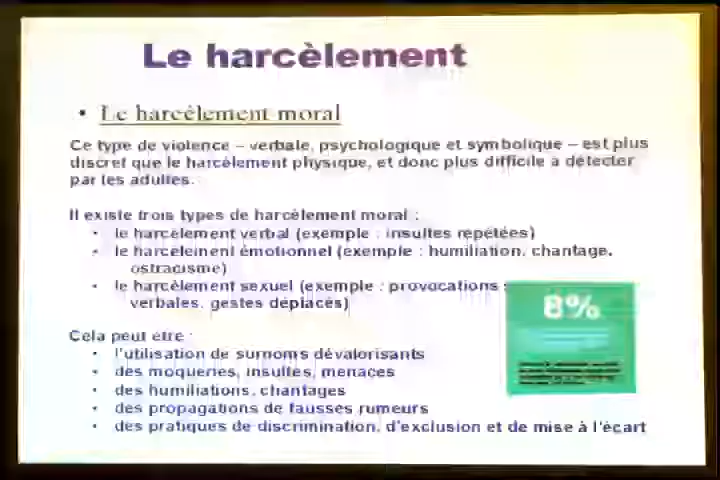 Le harcèlement
• Le harcèlement moral
Ce type de violence – verbale, psychologique et symbolique – est plus
discret que le harcèlement physique, et donc plus difficile à détecter
par les adultes.
Il existe trois types de harcèlement moral :
• le harcèlement verbal (exemple : insultes répétées)
• le harcèlement émotionnel (exemple : humiliation, chantage,
ostracisme)
• le harcèlement sexuel (exemple : provocations
verbales, gestes déplacés)
8%
Cela peut être :
• l'utilisation de surnoms dévalorisants
• des moqueries, insultes, menaces
• des humiliations, chantages
• des propagations de fausses rumeurs
• des pratiques de discrimination, d'exclusion et de mise à l'écart